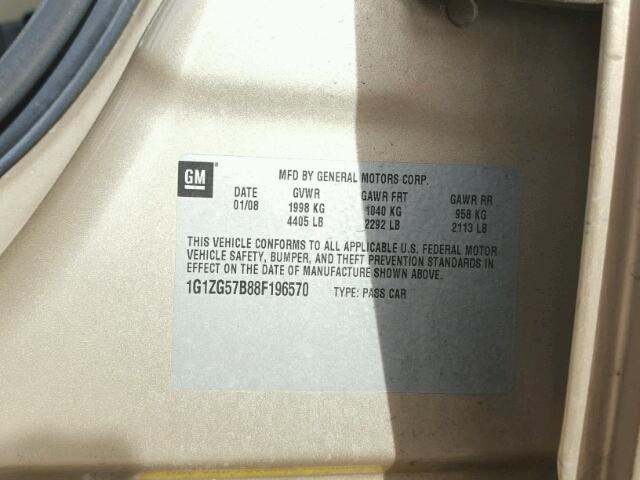 GM
MFD BY GENERAL MOTORS CORP.
DATE GVWR GAWR FRT GAWR RR
01/08 1998 KG 1040 KG 958 KG
4405 LB 2292 LB 2113 LB
THIS VEHICLE CONFORMS TO ALL APPLICABLE U.S. FEDERAL MOTOR
VEHICLE SAFETY, BUMPER, AND THEFT PREVENTION STANDARDS IN
EFFECT ON THE DATE OF MANUFACTURE SHOWN ABOVE.
1G1ZG57B88F196570 TYPE: PASS CAR